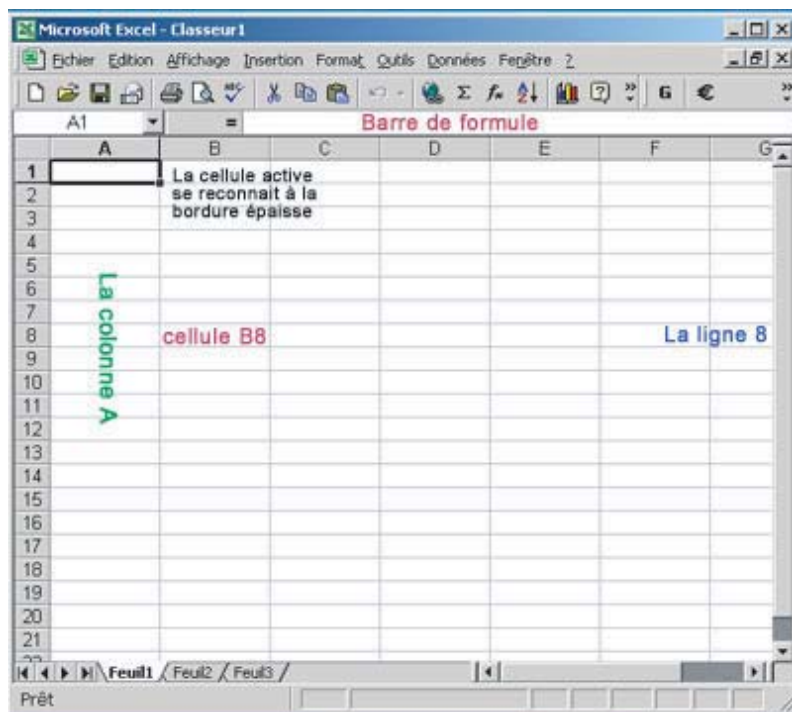 Microsoft Excel - Classeur1
Fichier Edition Affichage Insertion Format Outils Données Fenêtre ?
G €
A1 = Barre de formule
A B C D E F G
1 La cellule active
2 se reconnait à la
3 bordure épaisse
4
5
6
7
La colonne A
8 cellule B8 La ligne 8
9
10
11
12
13
14
15
16
17
18
19
20
21
Feuil1 Feuil2 Feuil3
Prêt